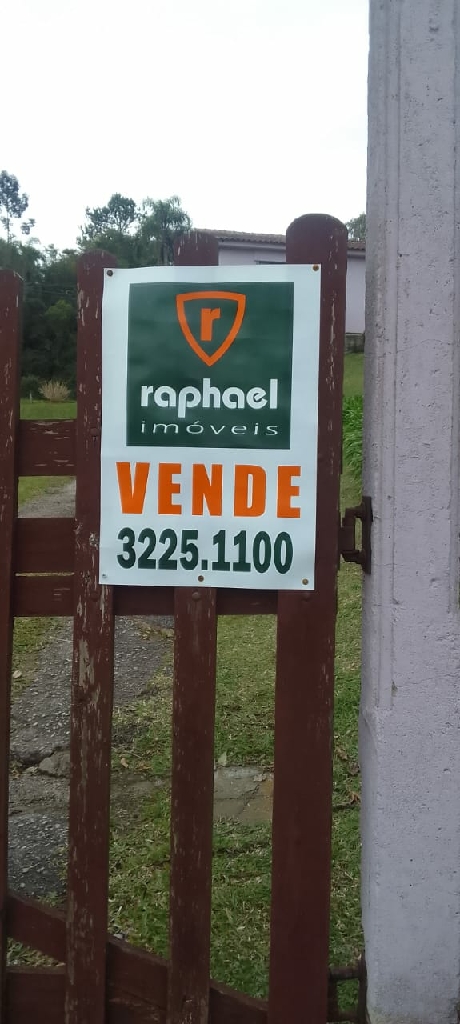 r
raphael
imóveis
VENDE
3225.1100